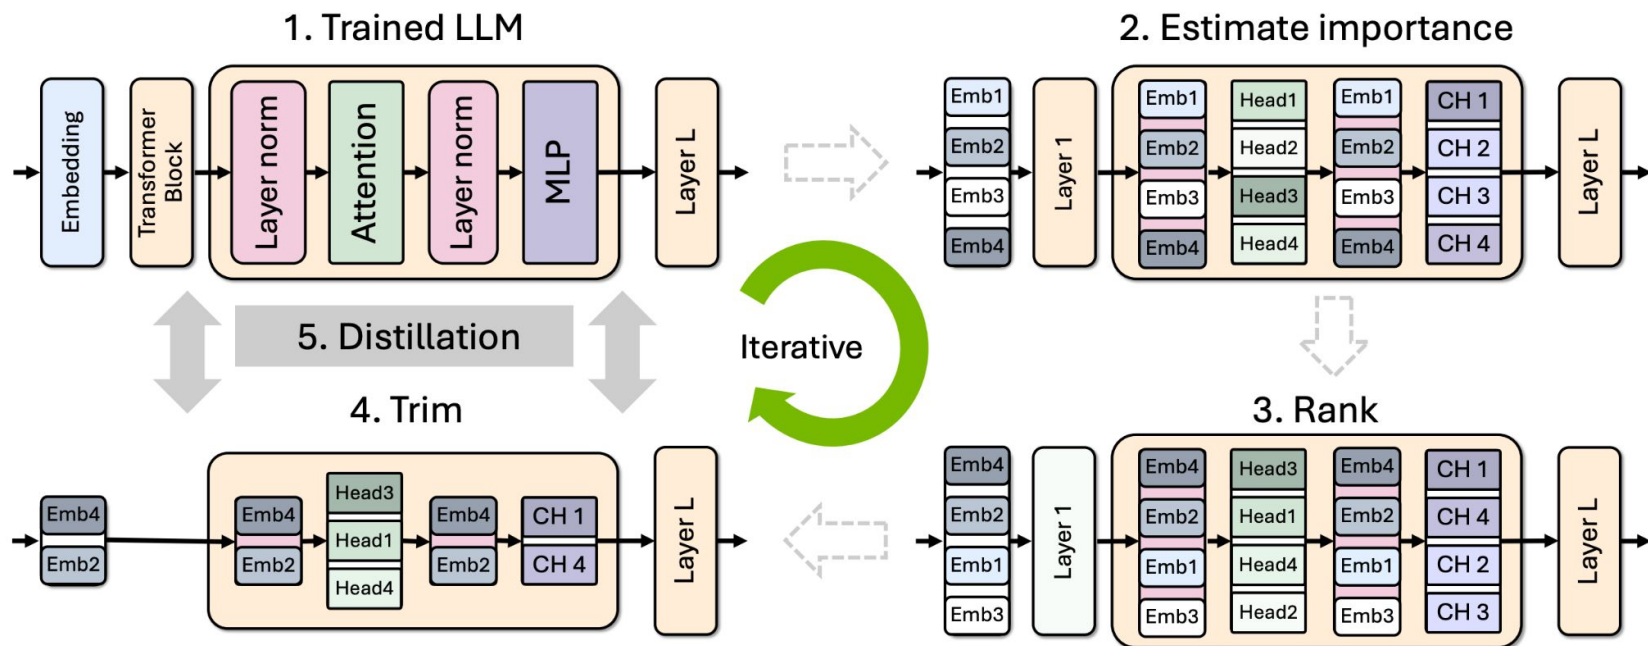 1. Trained LLM
Embedding
Transformer
Block
Layer norm
Attention
Layer norm
MLP
Layer L
2. Estimate importance
Emb1
Emb2
Emb3
Emb4
Layer 1
Emb1
Emb2
Emb3
Emb4
Head1
Head2
Head3
Head4
Emb1
Emb2
Emb3
Emb4
CH 1
CH 2
CH 3
CH 4
Layer L
5. Distillation
Iterative
4. Trim
Emb4
Emb2
Emb4
Emb2
Head3
Head1
Head4
Emb4
Emb2
CH 1
CH 4
Layer L
3. Rank
Emb4
Emb2
Emb1
Emb3
Layer 1
Emb4
Emb2
Emb1
Emb3
Head3
Head1
Head4
Head2
Emb4
Emb2
Emb1
Emb3
CH 1
CH 4
CH 2
CH 3
Layer L